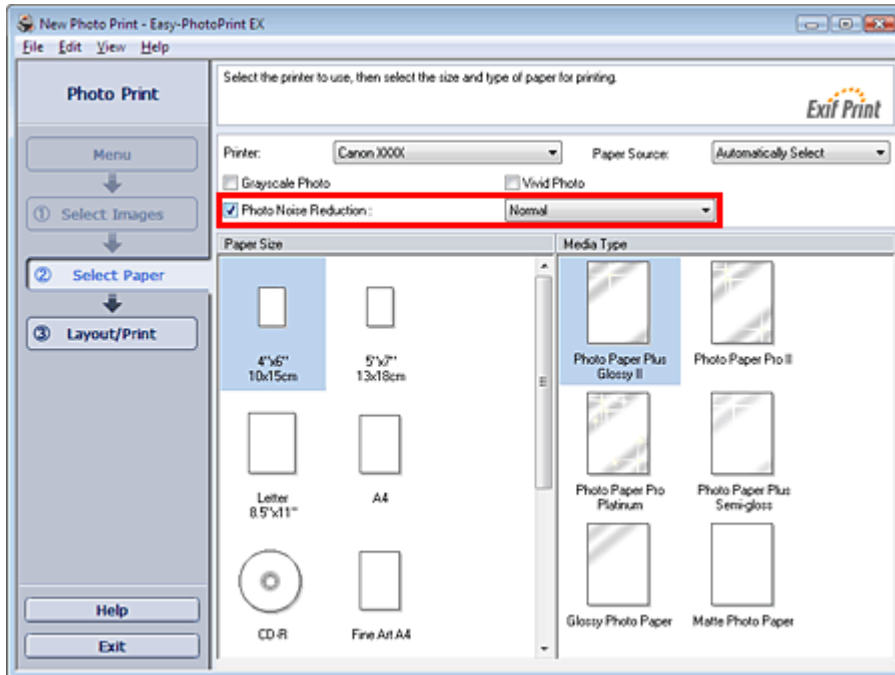 New Photo Print - Easy-PhotoPrint EX
File Edit View Help
Photo Print
Menu
① Select Images
② Select Paper
③ Layout/Print
Help
Exit
Select the printer to use, then select the size and type of paper for printing.
Exif Print
Printer: Canon XXXX Paper Source: Automatically Select
Grayscale Photo Vivid Photo
Photo Noise Reduction : Normal
Paper Size
4"x6"
10x15cm
5"x7"
13x18cm
Letter
8.5"x11"
A4
CD-R
Fine Art A4
Media Type
Photo Paper Plus
Glossy II
Photo Paper Pro II
Photo Paper Pro
Platinum
Photo Paper Plus
Semi-gloss
Glossy Photo Paper
Matte Photo Paper